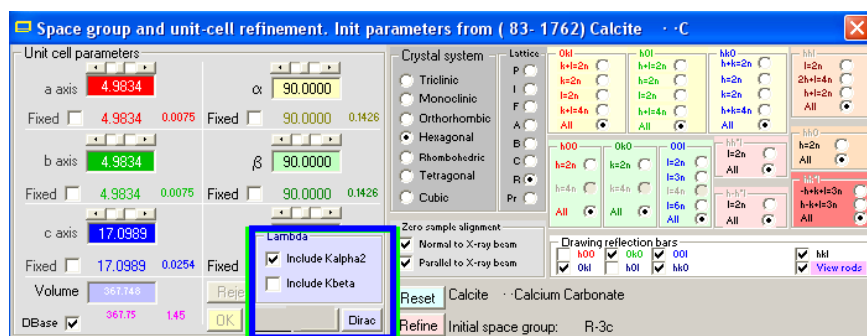 Space group and unit-cell refinement. Init parameters from ( 83- 1762) Calcite · ·C
Unit cell parameters
a axis 4.9834
α 90.0000
Fixed 4.9834 0.0075 Fixed 90.0000 0.1426
b axis 4.9834
β 90.0000
Fixed 4.9834 0.0075 Fixed 90.0000 0.1426
c axis 17.0989
Fixed 17.0989 0.0254 Fixed
Volume 367.748
DBase 367.75 1.45
Reje
OK
Lambda
Include Kalpha2
Include Kbeta
Dirac
Crystal system
Triclinic
Monoclinic
Orthorhombic
Hexagonal
Rhombohedric
Tetragonal
Cubic
Lattice
P
I
F
A
B
C
R
Pr
0kl
k+l=2n
k=2n
l=2n
k+l=4n
All
h0l
h+l=2n
h=2n
l=2n
h+l=4n
All
hk0
h+k=2n
h=2n
k=2n
h+k=4n
All
hhl
l=2n
2h+l=4n
h+l=2n
All
h00
h=2n
h=4n
All
0k0
k=2n
k=4n
All
00l
l=2n
l=3n
l=4n
l=6n
All
l=2n
All
l=2n
All
hh0
h=2n
All
-h+k+l=3n
h-k+l=3n
All
Zero sample alignment
Normal to X-ray beam
Parallel to X-ray beam
Drawing reflection bars
h00 0k0 00l hkl
0kl h0l hk0 View rods
Reset Calcite · ·Calcium Carbonate
Refine Initial space group: R-3c